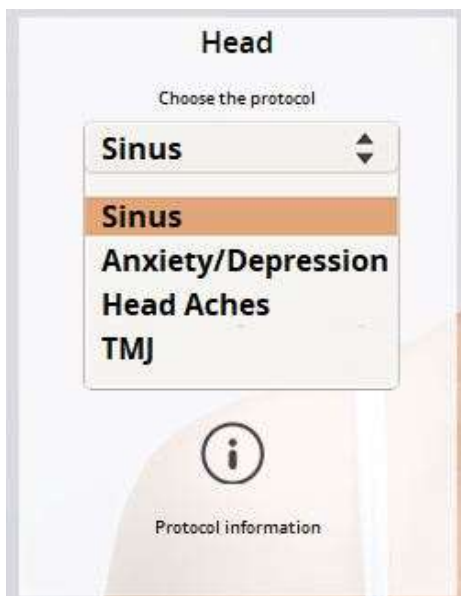 Head
Choose the protocol
Sinus
Sinus
Anxiety/Depression
Head Aches
TMJ
Protocol information